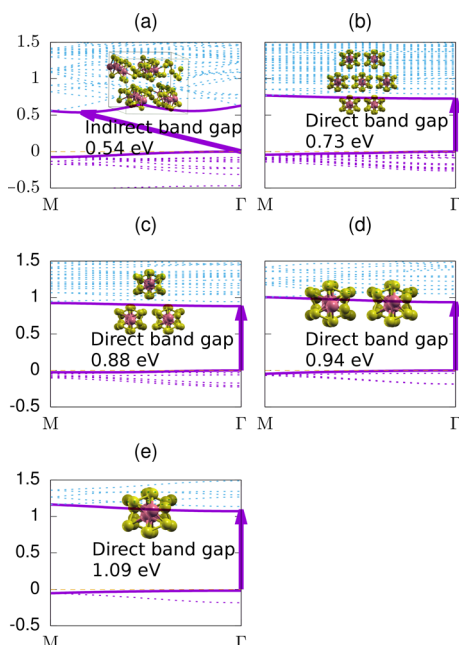 (a) (b)
1.5 1.5
1 1
0.5 0.5
Indirect band gap Direct band gap
0.54 eV 0.73 eV
0 0
-0.5 -0.5
M Γ M Γ
(c) (d)
1.5 1.5
1 1
0.5 0.5
Direct band gap Direct band gap
0.88 eV 0.94 eV
0 0
-0.5 -0.5
M Γ M Γ
(e)
1.5
1
0.5
Direct band gap
1.09 eV
0
-0.5
M Γ